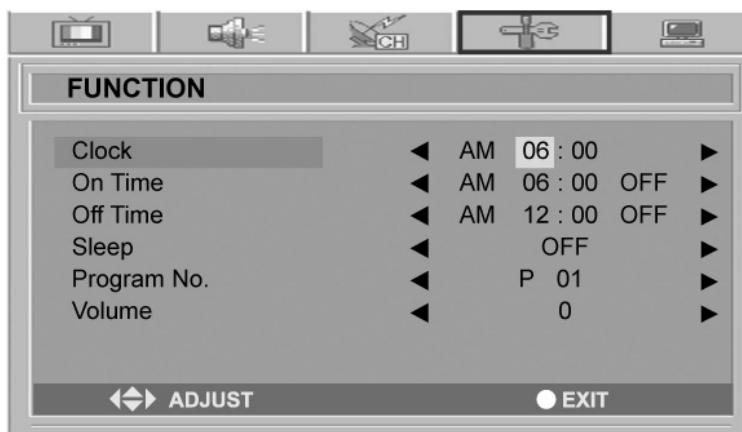 CH
FUNCTION
Clock AM 06 : 00
On Time AM 06 : 00 OFF
Off Time AM 12 : 00 OFF
Sleep OFF
Program No. P 01
Volume 0
ADJUST EXIT